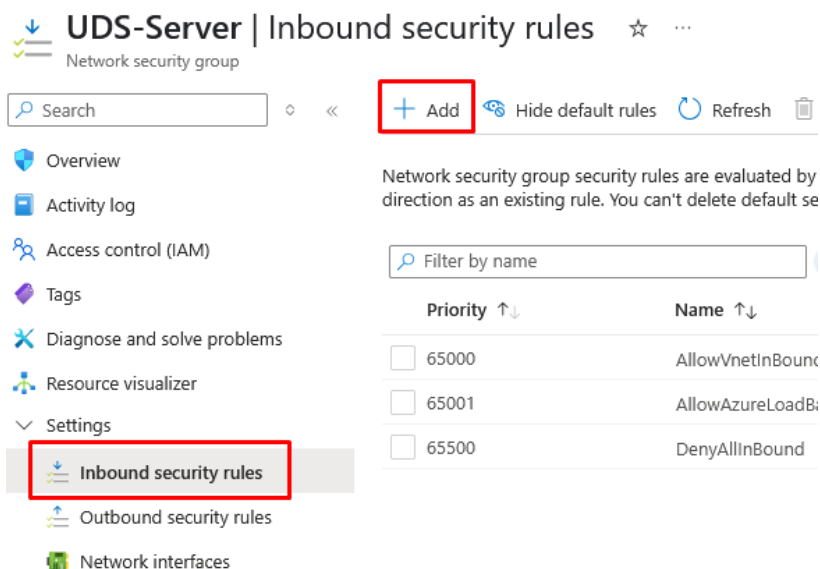 UDS-Server | Inbound security rules
Network security group
Search
Add
Hide default rules
Refresh
Overview
Activity log
Access control (IAM)
Tags
Diagnose and solve problems
Resource visualizer
Settings
Inbound security rules
Outbound security rules
Network interfaces
Network security group security rules are evaluated by
direction as an existing rule. You can't delete default se
Filter by name
Priority Name
65000 AllowVnetInBound
65001 AllowAzureLoadBa
65500 DenyAllInBound